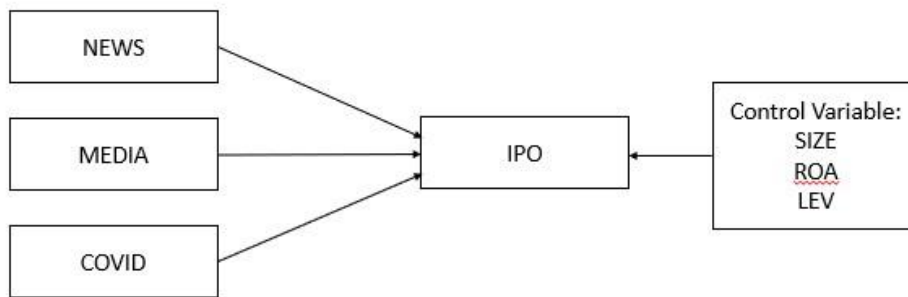 NEWS
MEDIA
COVID
IPO
Control Variable:
SIZE
ROA
LEV